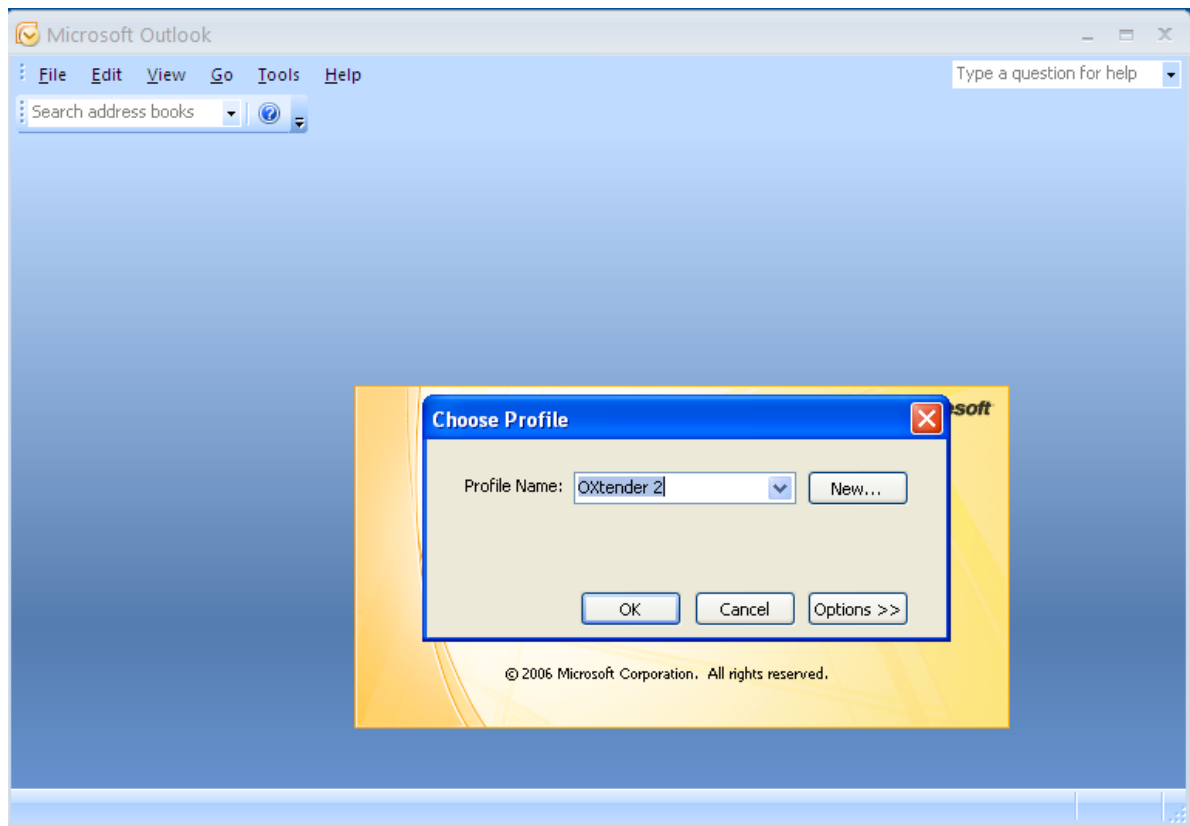 Microsoft Outlook
File Edit View Go Tools Help Type a question for help
Search address books
soft
Choose Profile
Profile Name: OXtender 2 New...
OK Cancel Options >>
© 2006 Microsoft Corporation. All rights reserved.